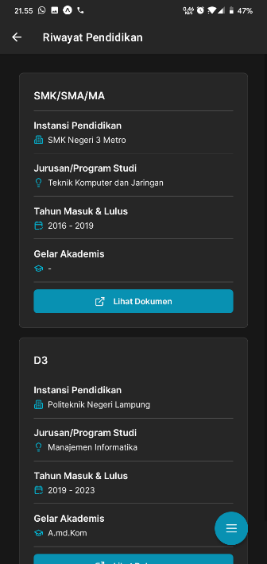 21.55
47%
Riwayat Pendidikan
SMK/SMA/MA
Instansi Pendidikan
SMK Negeri 3 Metro
Jurusan/Program Studi
Teknik Komputer dan Jaringan
Tahun Masuk & Lulus
2016 - 2019
Gelar Akademis
-
Lihat Dokumen
D3
Instansi Pendidikan
Politeknik Negeri Lampung
Jurusan/Program Studi
Manajemen Informatika
Tahun Masuk & Lulus
2019 - 2023
Gelar Akademis
A.md.Kom